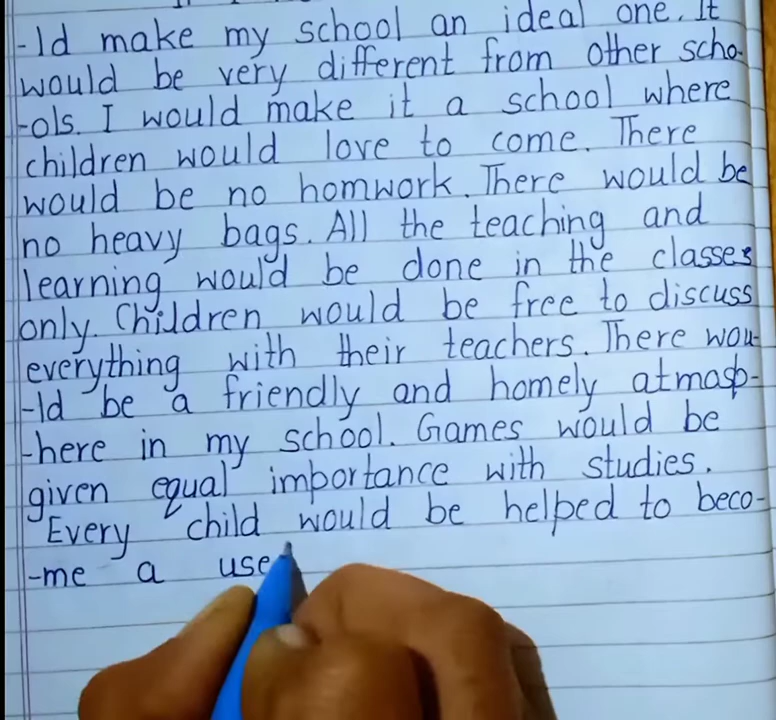 -ld make my school an ideal one. It
would be very different from other scho-
-ols. I would make it a school where
children would love to come. There
would be no homwork. There would be
no heavy bags. All the teaching and
learning would be done in the classes
only. Children would be free to discuss
everything with their teachers. There wou-
-ld be a friendly and homely atmasp-
-here in my school. Games would be
given equal importance with studies.
Every child would be helped to beco-
-me a use